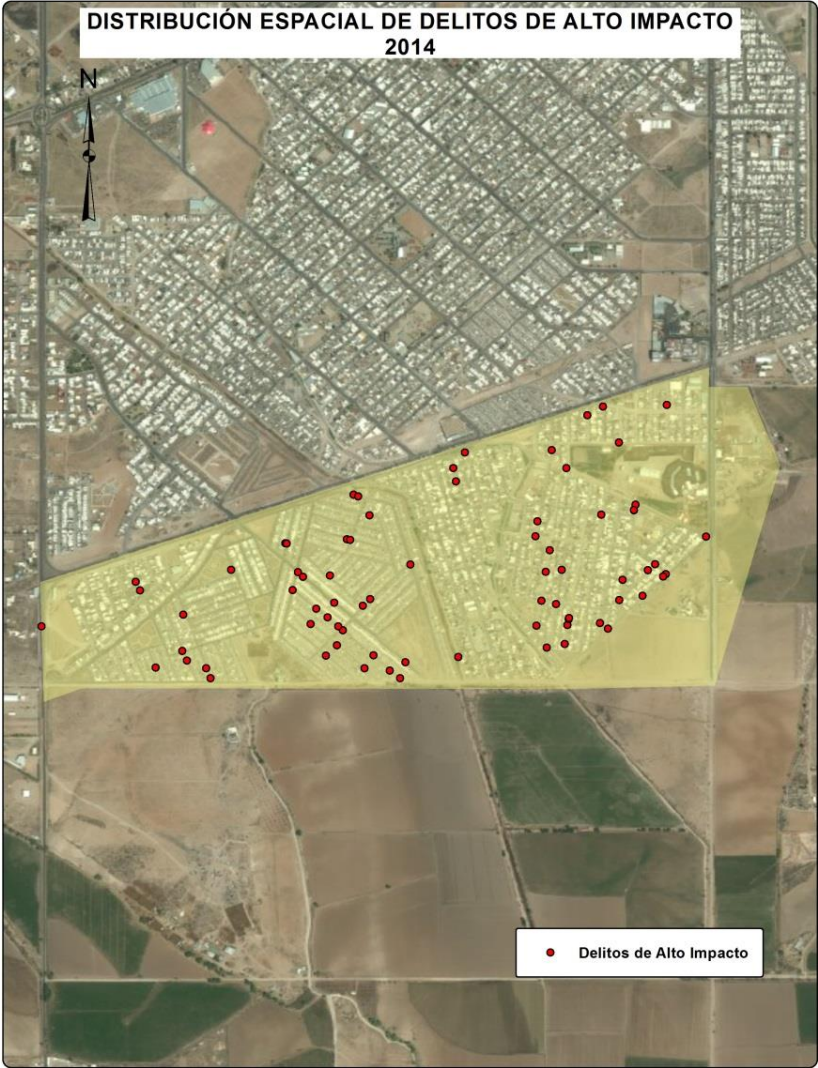 DISTRIBUCIÓN ESPACIAL DE DELITOS DE ALTO IMPACTO
2014
N
Delitos de Alto Impacto